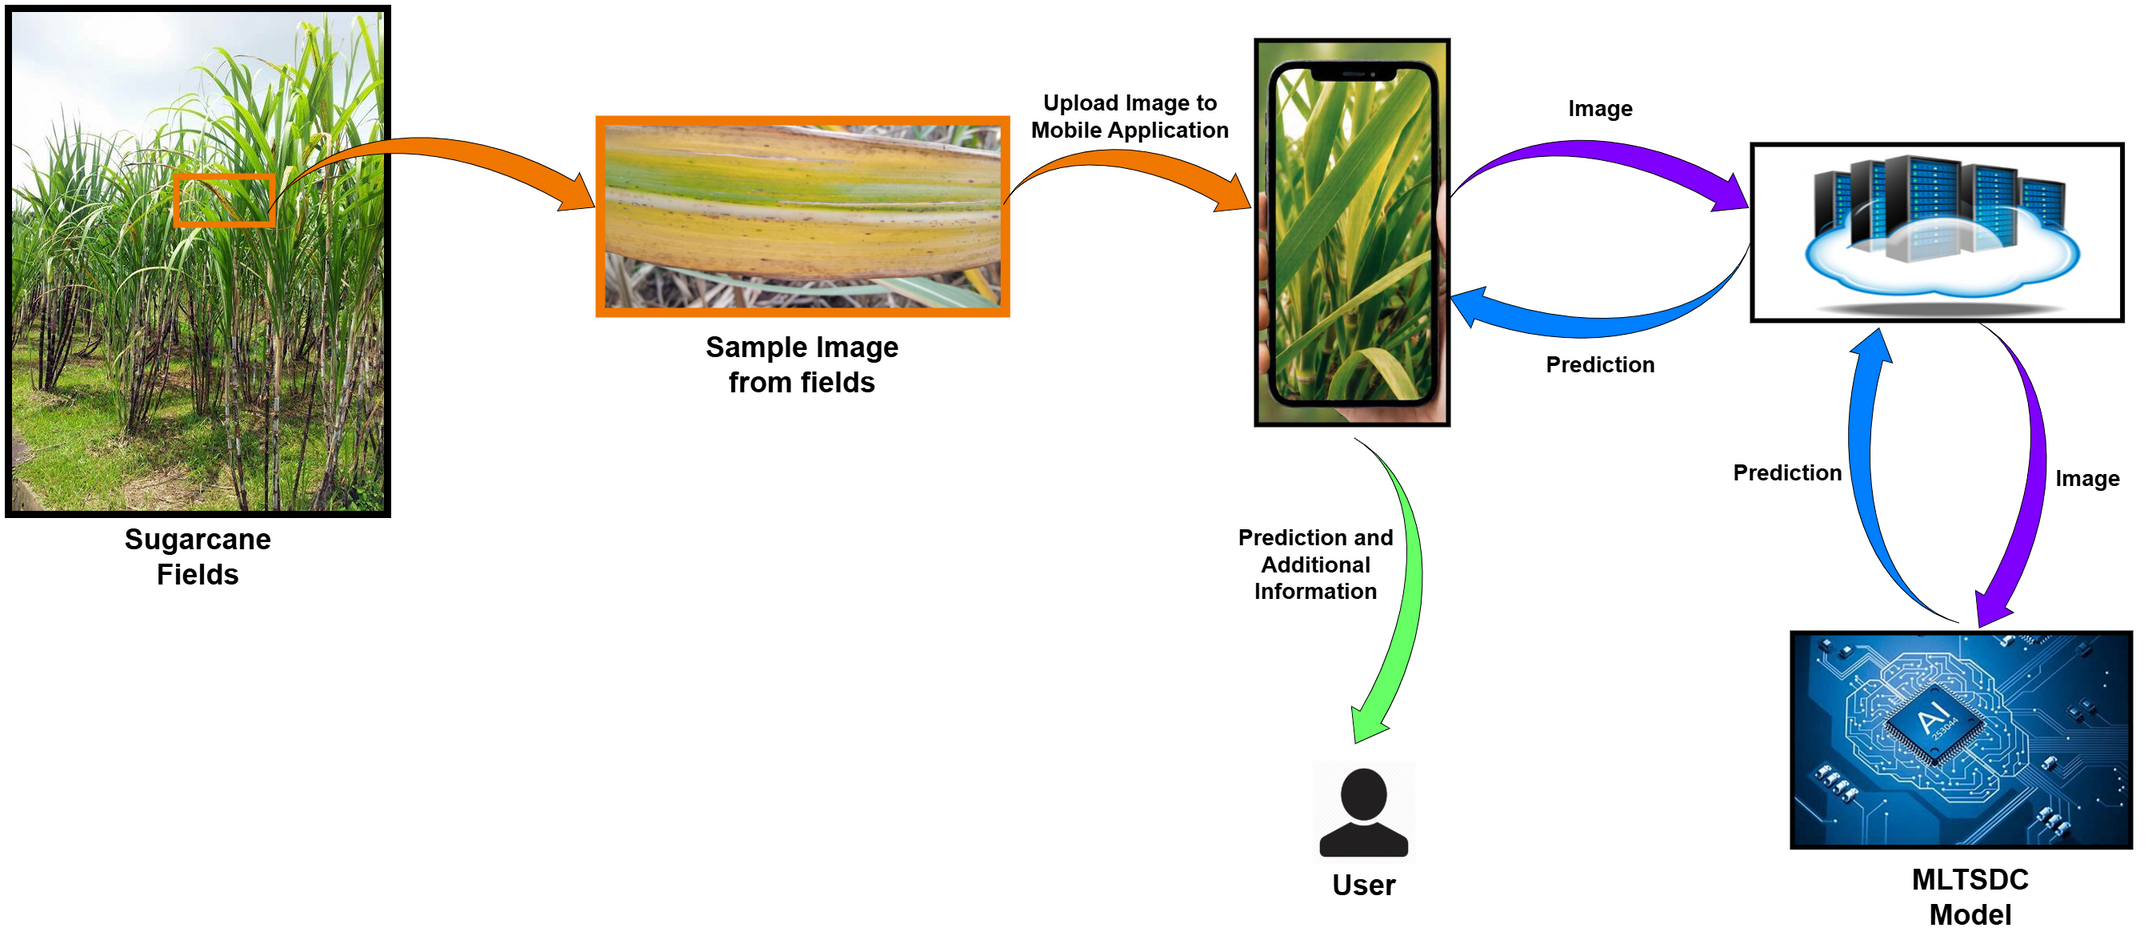 Sugarcane
Fields
Sample Image
from fields
Upload Image to
Mobile Application
Image
Prediction
Prediction
Image
AI
253044
MLTSDC
Model
Prediction and
Additional
Information
User